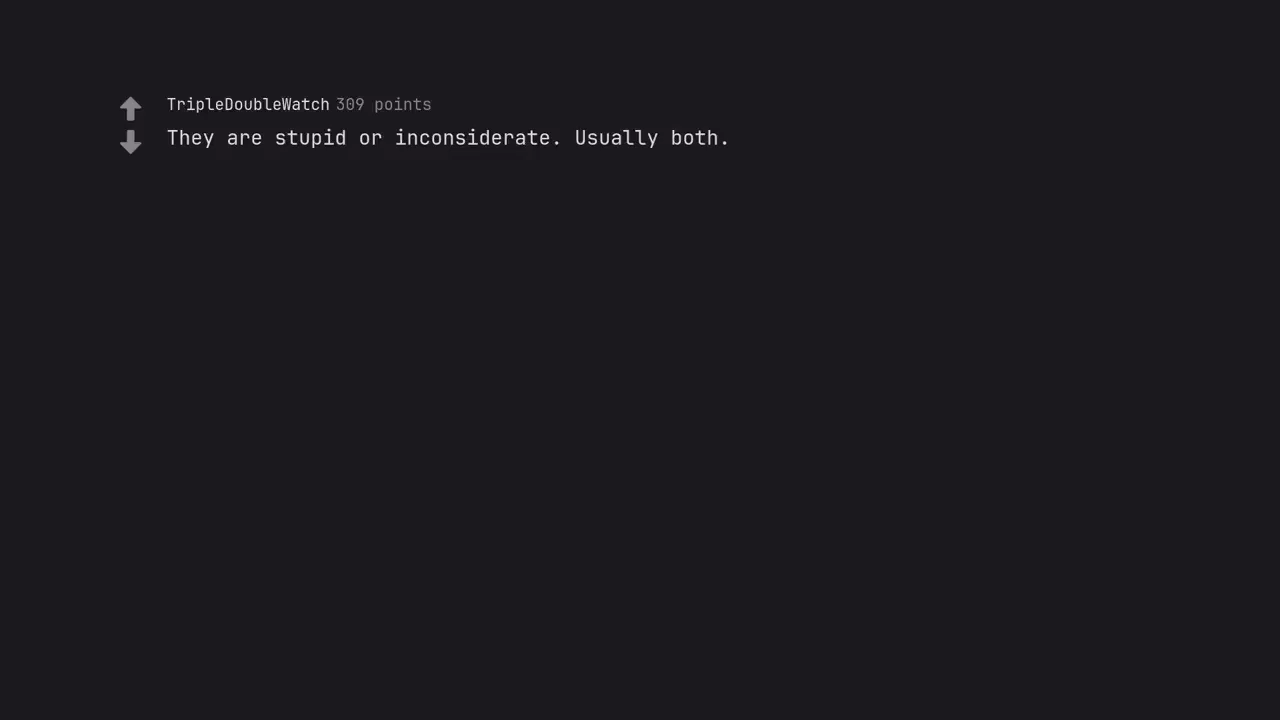 TripleDoubleWatch 309 points
They are stupid or inconsiderate. Usually both.